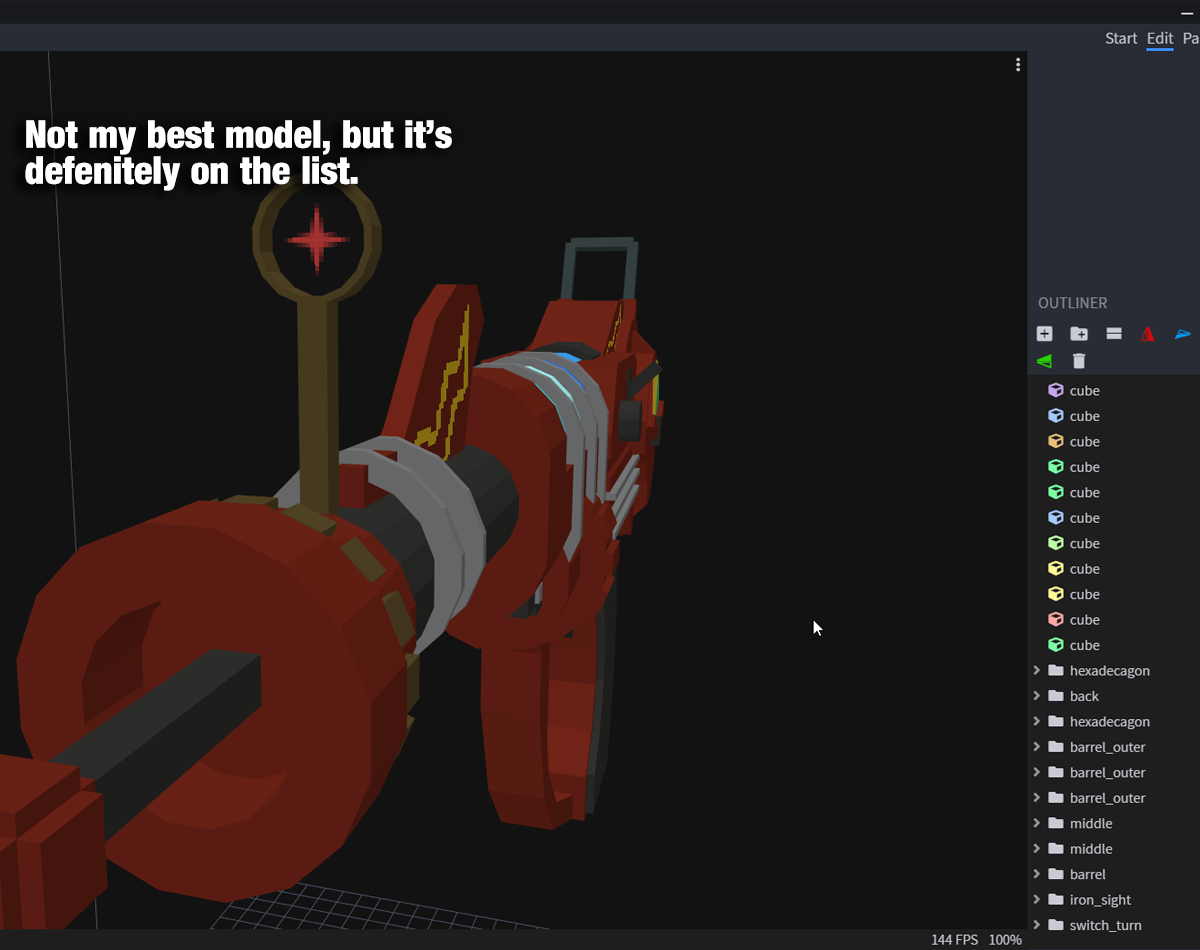 Start Edit Pa
Not my best model, but it's
defenitely on the list.
OUTLINER
cube
cube
cube
cube
cube
cube
cube
cube
cube
cube
cube
hexadecagon
back
hexadecagon
barrel_outer
barrel_outer
barrel_outer
middle
middle
barrel
iron_sight
switch_turn
144 FPS 100%